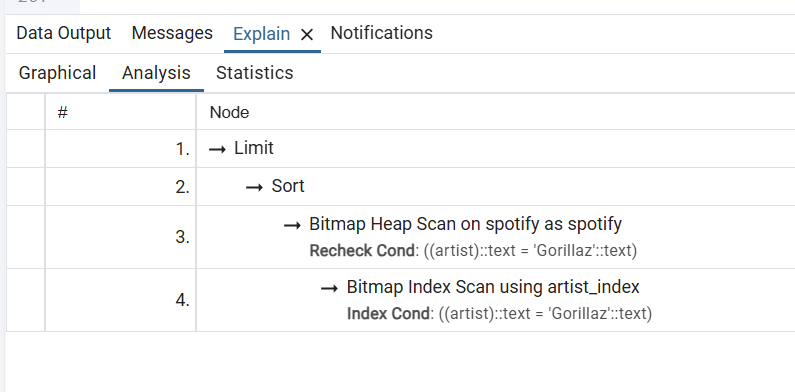 Data Output Messages Explain × Notifications
Graphical Analysis Statistics
# Node
1. → Limit
2. → Sort
3. → Bitmap Heap Scan on spotify as spotify
Recheck Cond: ((artist)::text = 'Gorillaz'::text)
4. → Bitmap Index Scan using artist_index
Index Cond: ((artist)::text = 'Gorillaz'::text)